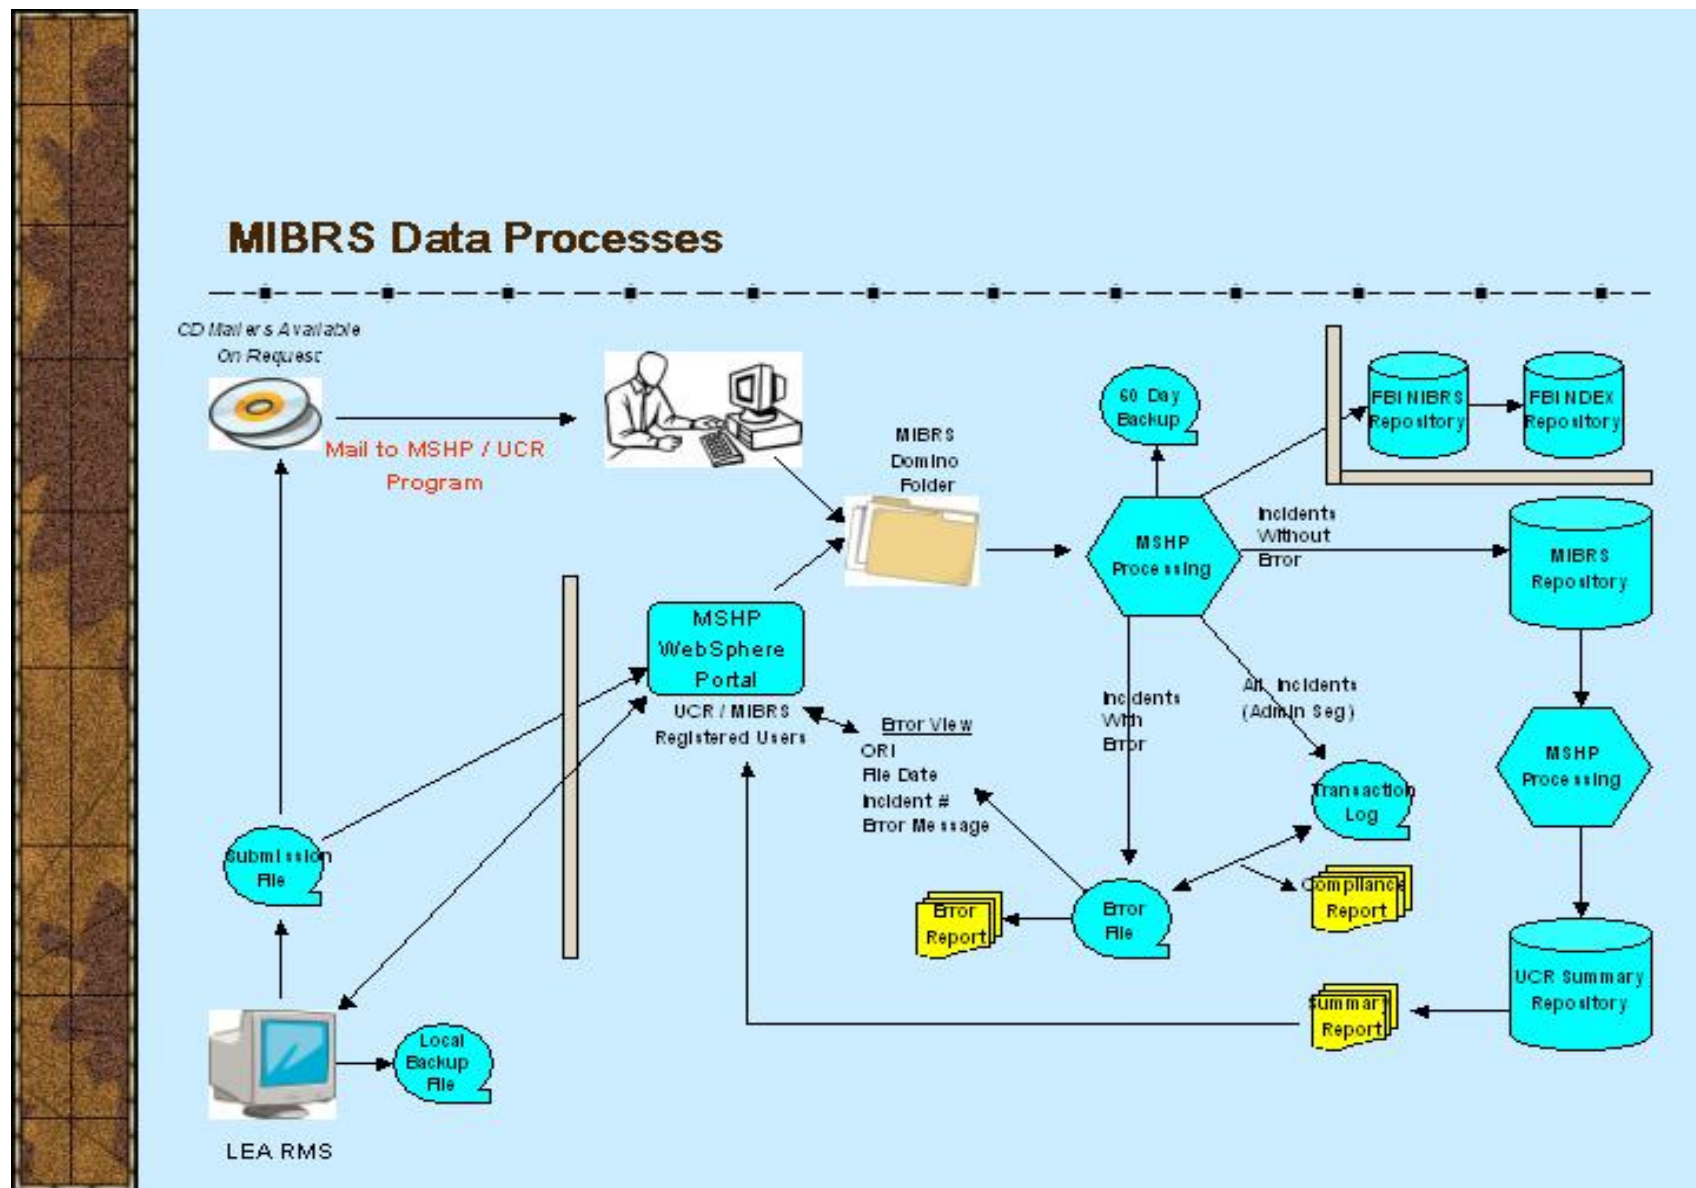 MIBRS Data Processes
CD Mailers Available
On Request
Mail to MSHP / UCR
Program
MIBRS
Domino
Folder
60 Day
Backup
FBI NIBRS
Repository
FBI NDEX
Repository
MSHP
Processing
Incidents
Without
Error
MIBRS
Repository
MSHP
WebSphere
Portal
UCR / MIBRS
Registered Users
Error View
ORI
File Date
Incident #
Error Message
Incidents
With
Error
All Incidents
(Admin Seg)
MSHP
Processing
Transaction
Log
Submission
File
Compliance
Report
Error
Report
Error
File
UCR Summary
Repository
Summary
Report
Local
Backup
File
LEA RMS